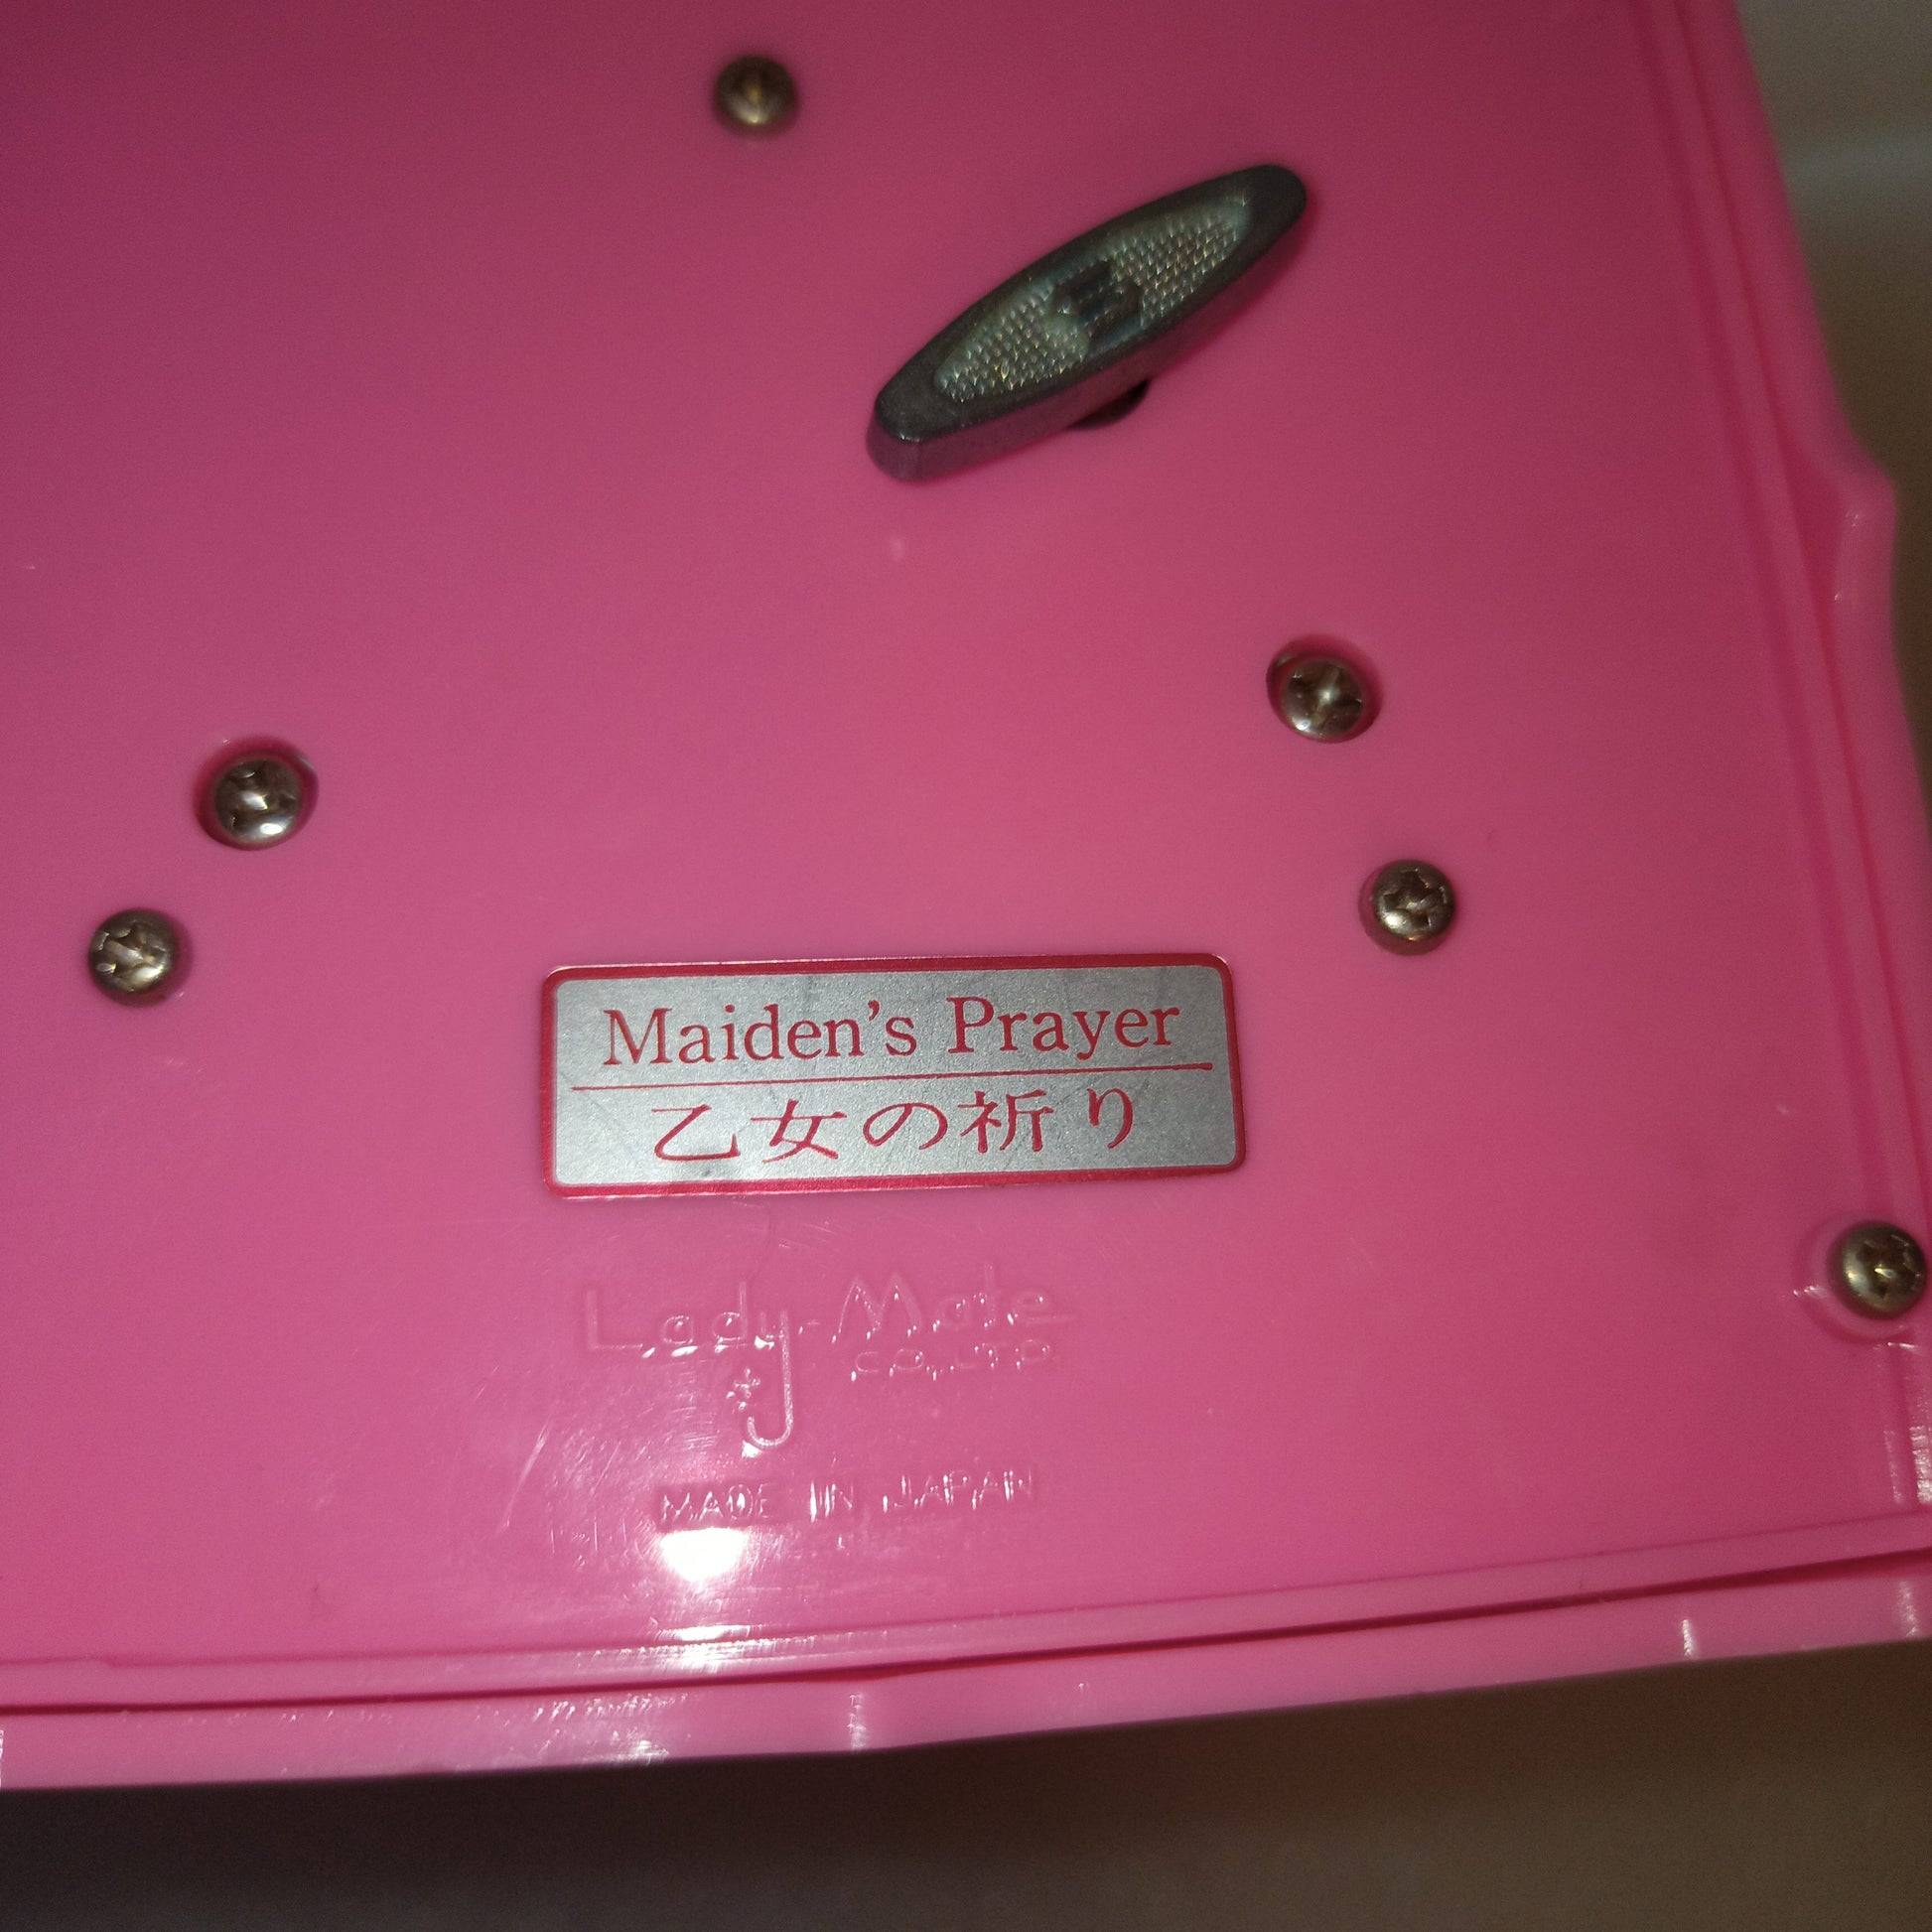 Maiden's Prayer
乙女の祈り
Lady-Mate
CO., LTD.
MADE IN JAPAN